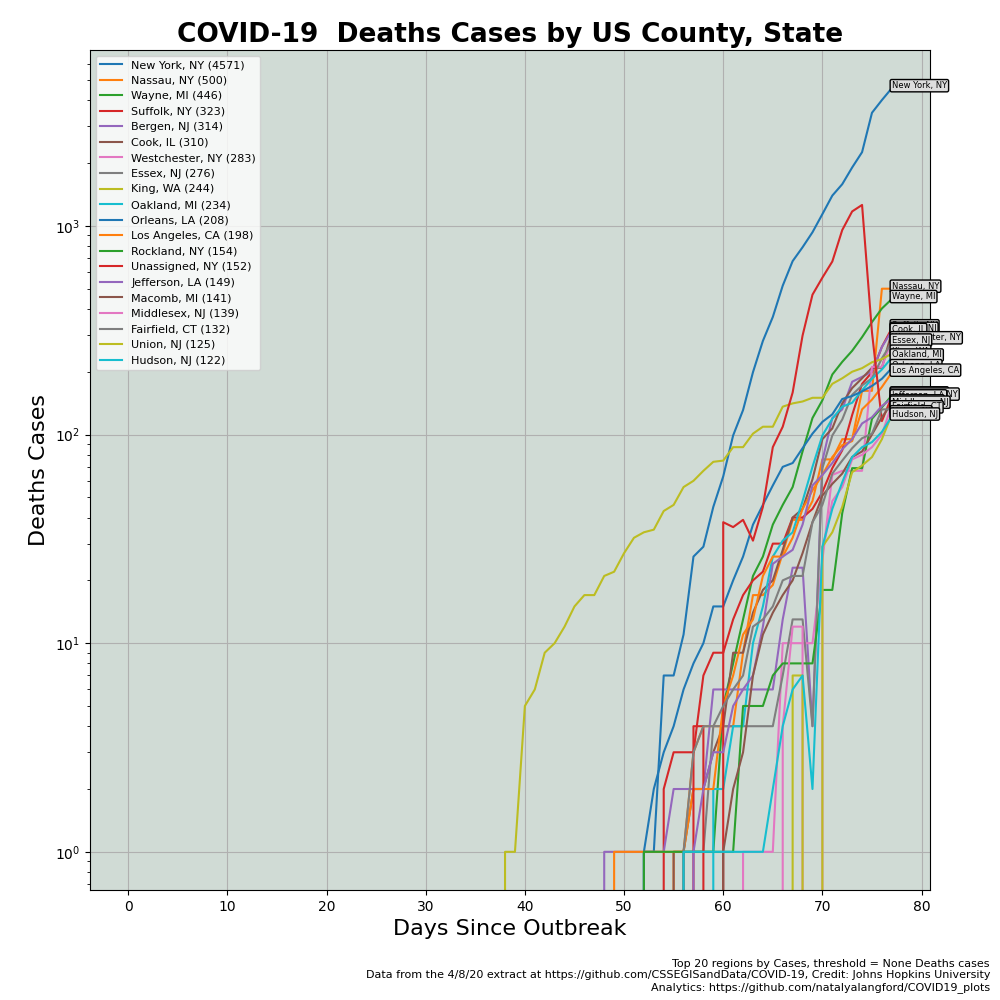 COVID-19  Deaths Cases by US County, State
New York, NY (4571)
Nassau, NY (500)
Wayne, MI (446)
Suffolk, NY (323)
Bergen, NJ (314)
Cook, IL (310)
Westchester, NY (283)
Essex, NJ (276)
King, WA (244)
Oakland, MI (234)
Orleans, LA (208)
Los Angeles, CA (198)
Rockland, NY (154)
Unassigned, NY (152)
Jefferson, LA (149)
Macomb, MI (141)
Middlesex, NJ (139)
Fairfield, CT (132)
Union, NJ (125)
Hudson, NJ (122)
New York, NY
Nassau, NY
Wayne, MI
Cook, IL
Essex, NJ
Oakland, MI
Los Angeles, CA
Hudson, NJ
Deaths Cases
10³
10²
10¹
10⁰
0 10 20 30 40 50 60 70 80
Days Since Outbreak
Top 20 regions by Cases, threshold = None Deaths cases
Data from the 4/8/20 extract at https://github.com/CSSEGISandData/COVID-19, Credit: Johns Hopkins University
Analytics: https://github.com/natalyalangford/COVID19_plots